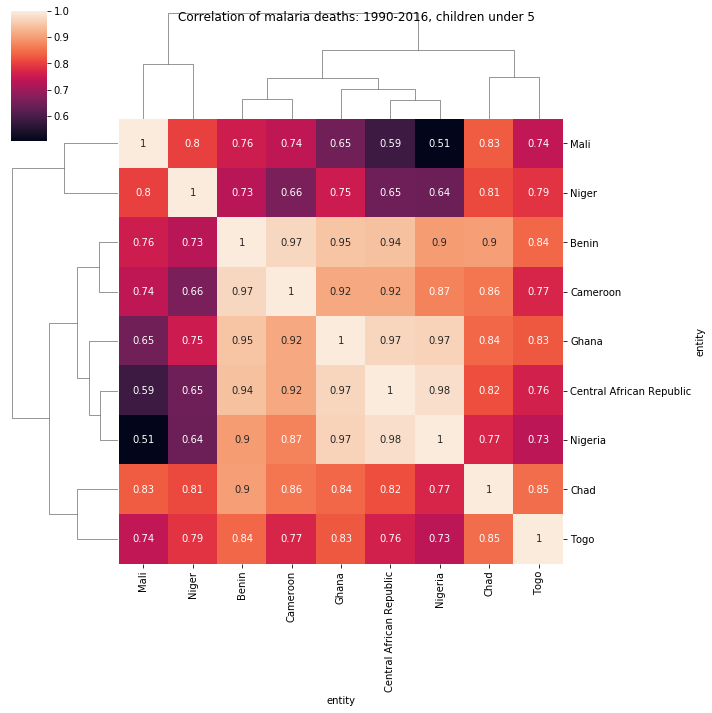 Correlation of malaria deaths: 1990-2016, children under 5
1.0
0.9
0.8
0.7
0.6
1 0.8 0.76 0.74 0.65 0.59 0.51 0.83 0.74 Mali
0.8 1 0.73 0.66 0.75 0.65 0.64 0.81 0.79 Niger
0.76 0.73 1 0.97 0.95 0.94 0.9 0.9 0.84 Benin
0.74 0.66 0.97 1 0.92 0.92 0.87 0.86 0.77 Cameroon
0.65 0.75 0.95 0.92 1 0.97 0.97 0.84 0.83 Ghana
entity
0.59 0.65 0.94 0.92 0.97 1 0.98 0.82 0.76 Central African Republic
0.51 0.64 0.9 0.87 0.97 0.98 1 0.77 0.73 Nigeria
0.83 0.81 0.9 0.86 0.84 0.82 0.77 1 0.85 Chad
0.74 0.79 0.84 0.77 0.83 0.76 0.73 0.85 1 Togo
Mali Niger Benin Cameroon Ghana Central African Republic Nigeria Chad Togo
entity